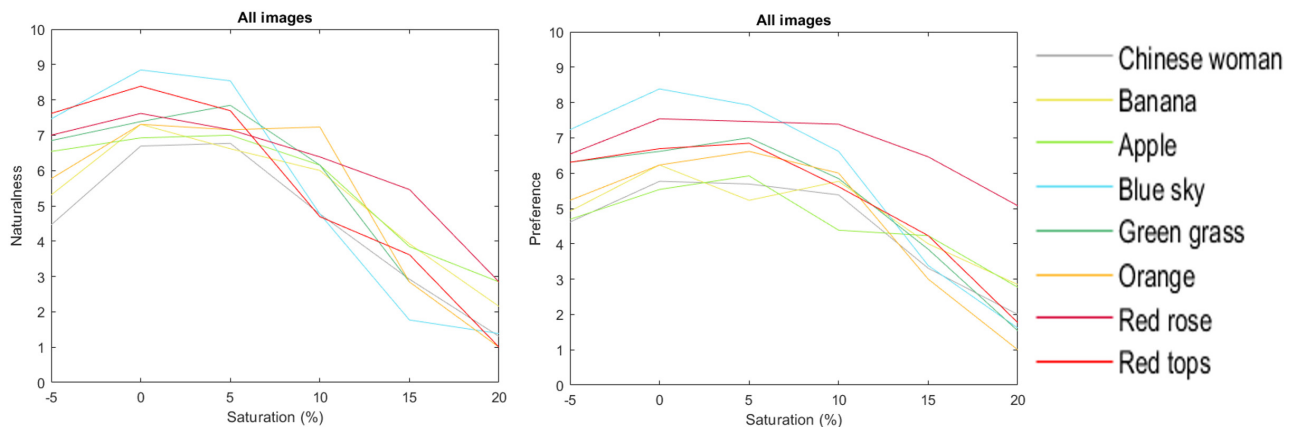 All images
10
9
8
7
6
5
4
3
2
1
0
Naturalness
-5 0 5 10 15 20
Saturation (%)
All images
10
9
8
7
6
5
4
3
2
1
0
Preference
-5 0 5 10 15 20
Saturation (%)
Chinese woman
Banana
Apple
Blue sky
Green grass
Orange
Red rose
Red tops